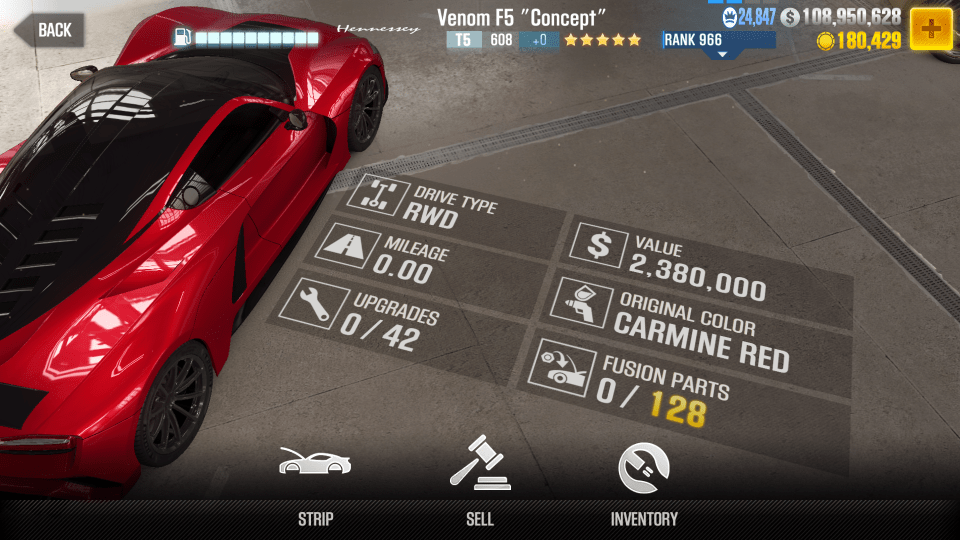 BACK
Hennessey
Venom F5 "Concept"
T5 608 +0
RANK 966
24,847
$ 108,950,628
180,429
+
DRIVE TYPE
RWD
MILEAGE
0.00
UPGRADES
0 / 42
$
VALUE
2,380,000
ORIGINAL COLOR
CARMINE RED
FUSION PARTS
0 / 128
STRIP
SELL
INVENTORY